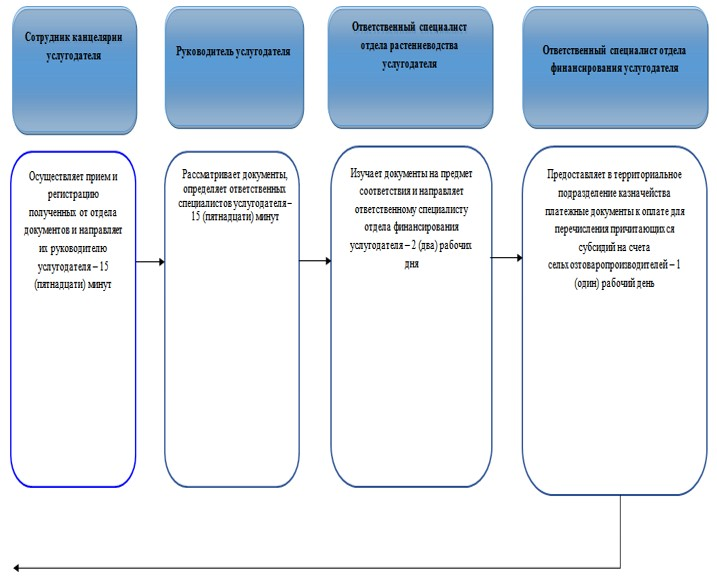 Сотрудник канцелярии
услугодателя
Руководитель услугодателя
Ответственный специалист
отдела растениеводства
услугодателя
Ответственный специалист отдела
финансирования услугодателя
Осуществляет прием и
регистрацию
полученных от отдела
документов и направляет
их руководителю
услугодателя – 15
(пятнадцати) минут
Рассматривает документы,
определяет ответственных
специалистов услугодателя –
15 (пятнадцати) минут
Изучает документы на предмет
соответствия и направляет
ответственному специалисту
отдела финансирования
услугодателя – 2 (два) рабочих
дня
Предоставляет в территориальное
подразделение казначейства
платежные документы к оплате для
перечисления причитающихся
субсидий на счета
сельхозтоваропроизводителей – 1
(один) рабочий день